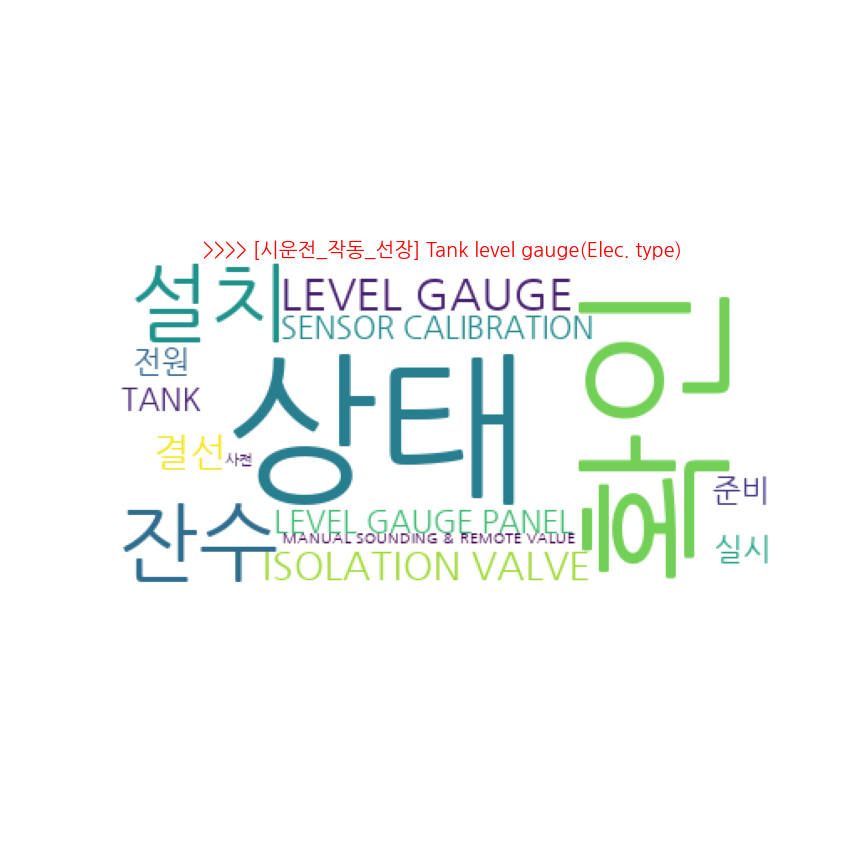 >>>> [시운전_작동_선장] Tank level gauge(Elec. type)
설치
LEVEL GAUGE
SENSOR CALIBRATION
확인
전원
TANK
상태
결선
사전
준비
잔수
LEVEL GAUGE PANEL
MANUAL SOUNDING & REMOTE VALUE
실시
ISOLATION VALVE